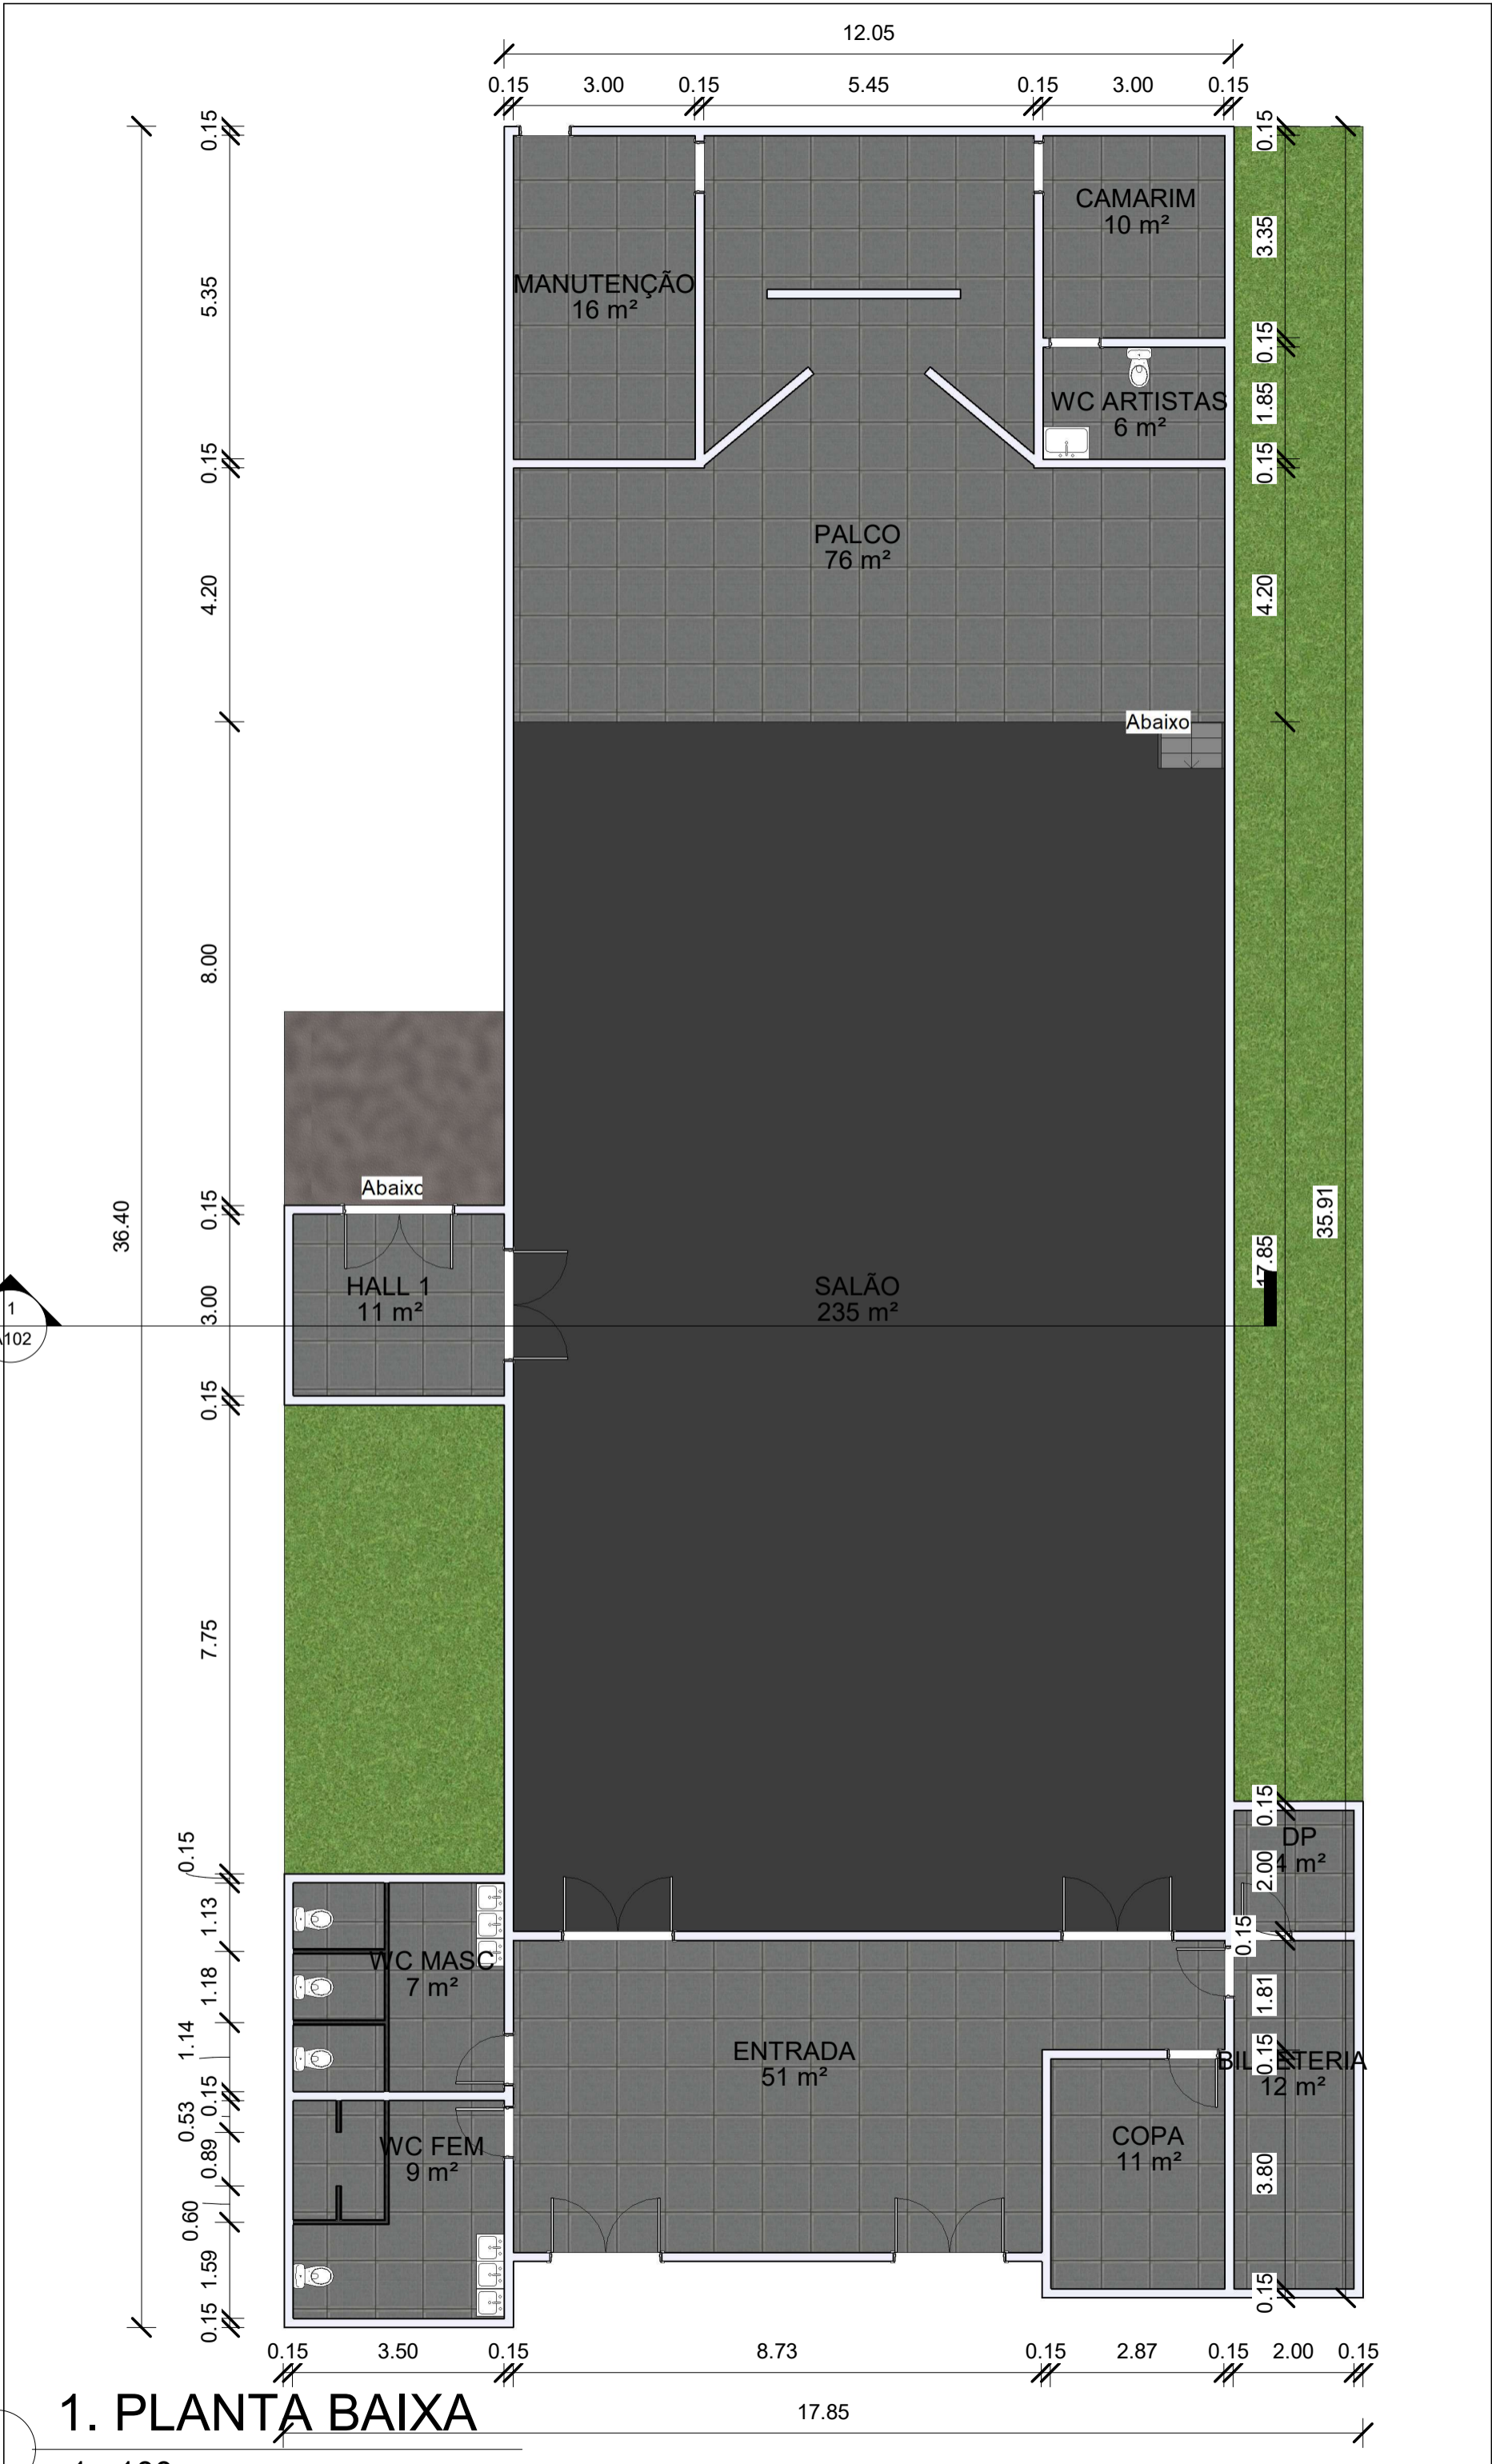 12.05
0.15 3.00 0.15 5.45 0.15 3.00 0.15
0.15
5.35
0.15
4.20
8.00
0.15
3.00
0.15
7.75
0.15
1.13
1.18
1.14
0.15
0.53
0.89
0.60
1.59
0.15
36.40
0.15
3.35
0.15
1.85
0.15
4.20
17.85
35.91
0.15
2.00
0.15
1.81
0.15
3.80
0.15
CAMARIM
10 m²
MANUTENÇÃO
16 m²
WC ARTISTAS
6 m²
PALCO
76 m²
Abaixo
Abaixo
HALL 1
11 m²
SALÃO
235 m²
1
A102
DP
4 m²
WC MASC
7 m²
ENTRADA
51 m²
BILHETERIA
12 m²
WC FEM
9 m²
COPA
11 m²
0.15 3.50 0.15 8.73 0.15 2.87 0.15 2.00 0.15
17.85
1. PLANTA BAIXA